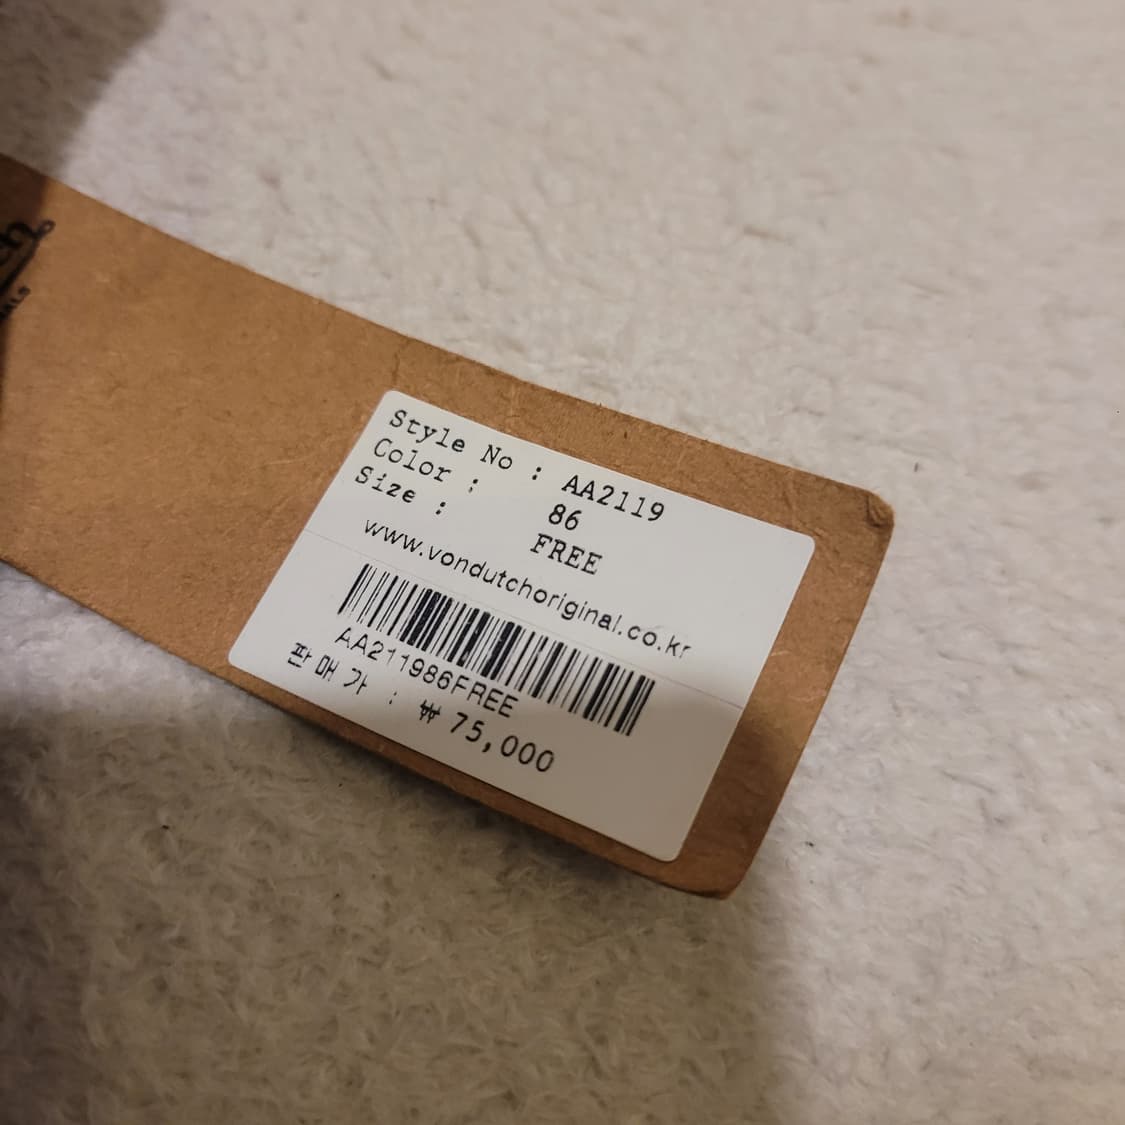 Style No : AA2119
Color : 86
Size : FREE
www.vondutchoriginal.co.kr
AA211986FREE
판매가 : ₩ 75,000